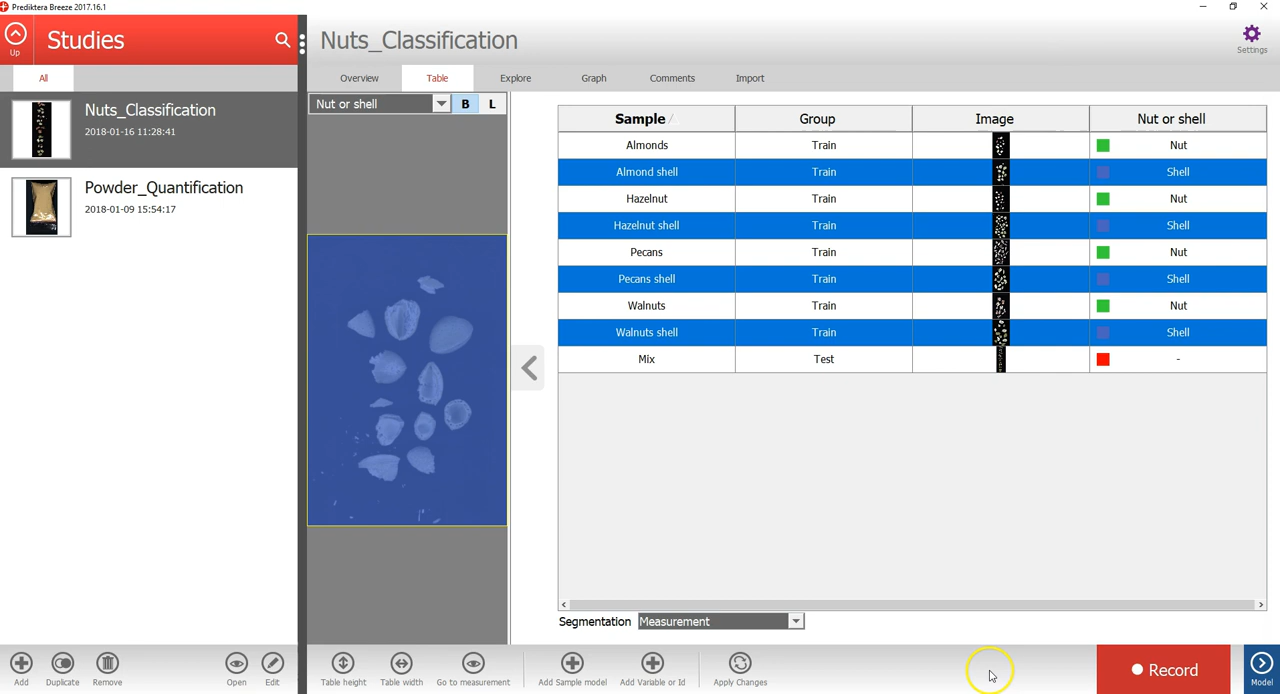 Prediktera Breeze 2017.16.1
Up
Studies
Nuts_Classification
Settings
All
Overview
Table
Explore
Graph
Comments
Import
Nuts_Classification
2018-01-16 11:28:41
Powder_Quantification
2018-01-09 15:54:17
Nut or shell
B
L
Sample Group Image Nut or shell
Almonds Train Nut
Almond shell Train Shell
Hazelnut Train Nut
Hazelnut shell Train Shell
Pecans Train Nut
Pecans shell Train Shell
Walnuts Train Nut
Walnuts shell Train Shell
Mix Test -
Segmentation Measurement
Add
Duplicate
Remove
Open
Edit
Table height
Table width
Go to measurement
Add Sample model
Add Variable or Id
Apply Changes
Record
Model